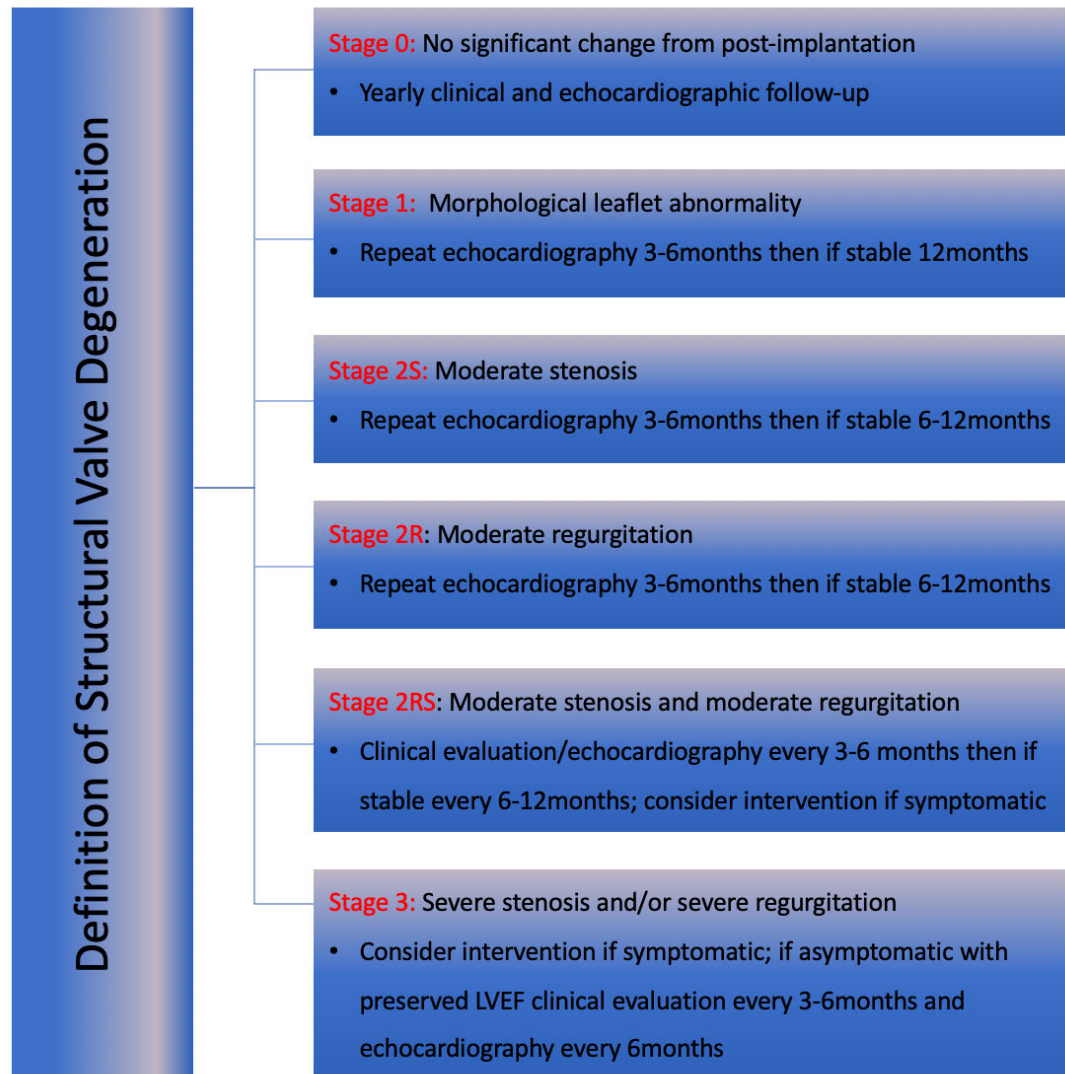 Definition of Structural Valve Degeneration
Stage 0: No significant change from post-implantation
• Yearly clinical and echocardiographic follow-up
Stage 1: Morphological leaflet abnormality
• Repeat echocardiography 3-6months then if stable 12months
Stage 2S: Moderate stenosis
• Repeat echocardiography 3-6months then if stable 6-12months
Stage 2R: Moderate regurgitation
• Repeat echocardiography 3-6months then if stable 6-12months
Stage 2RS: Moderate stenosis and moderate regurgitation
• Clinical evaluation/echocardiography every 3-6 months then if
stable every 6-12months; consider intervention if symptomatic
Stage 3: Severe stenosis and/or severe regurgitation
• Consider intervention if symptomatic; if asymptomatic with
preserved LVEF clinical evaluation every 3-6months and
echocardiography every 6months